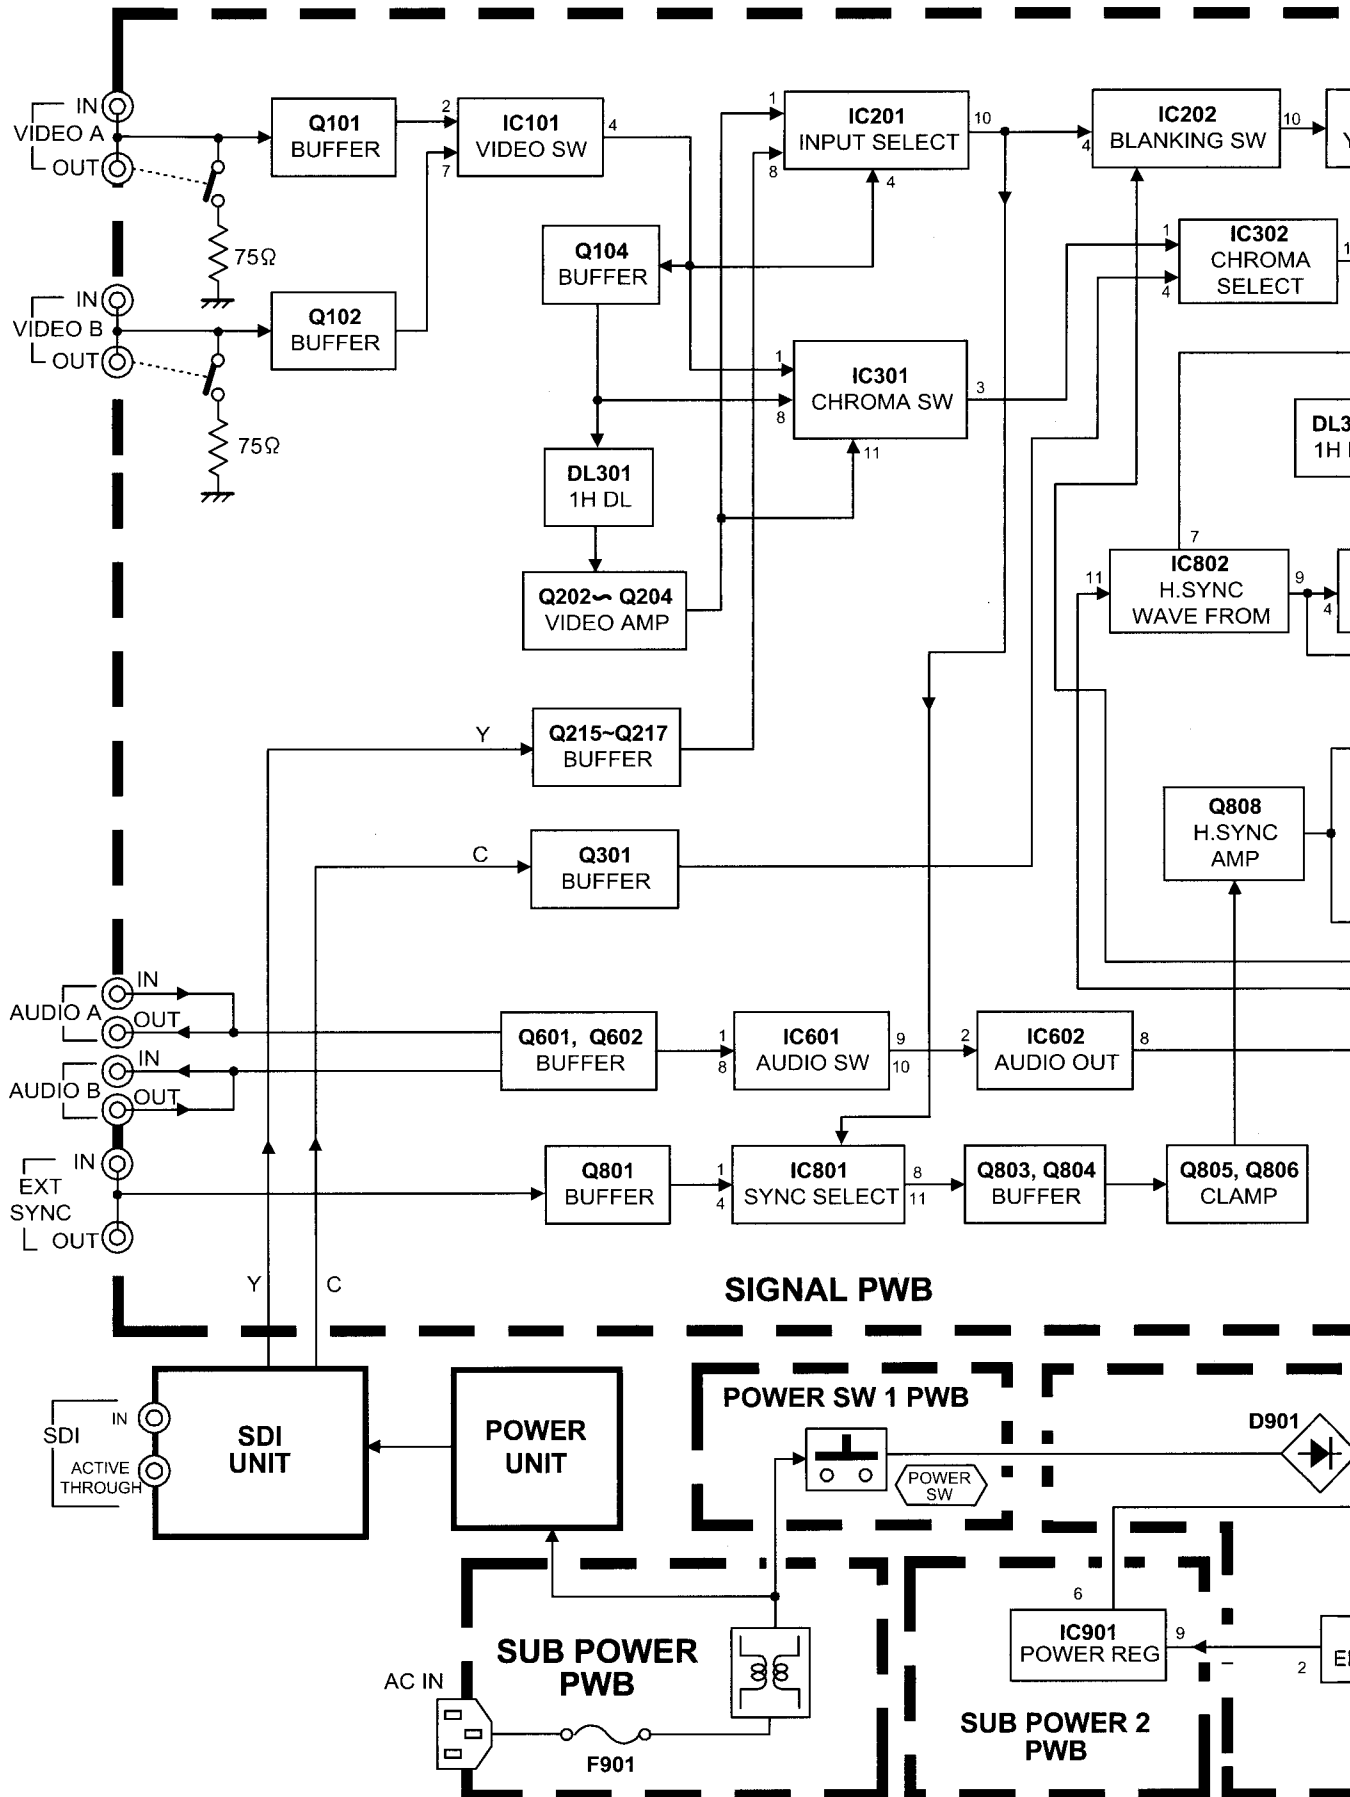 IN
VIDEO A
OUT
75Ω
IN
VIDEO B
OUT
75Ω
Q101
BUFFER
2
7
IC101
VIDEO SW
4
Q102
BUFFER
Q104
BUFFER
1
8
IC201
INPUT SELECT
10
4
4
IC202
BLANKING SW
10
1
4
IC302
CHROMA
SELECT
1
1
8
IC301
CHROMA SW
3
11
DL301
1H DL
DL3
1H
Q202~ Q204
VIDEO AMP
7
11
IC802
H.SYNC
WAVE FROM
9
4
Y
Q215~Q217
BUFFER
Q808
H.SYNC
AMP
C
Q301
BUFFER
IN
AUDIO A
OUT
IN
AUDIO B
OUT
Q601, Q602
BUFFER
1
8
IC601
AUDIO SW
9
10
2
IC602
AUDIO OUT
8
IN
EXT
SYNC
OUT
Q801
BUFFER
1
4
IC801
SYNC SELECT
8
11
Q803, Q804
BUFFER
Q805, Q806
CLAMP
Y
C
SIGNAL PWB
SDI
IN
ACTIVE
THROUGH
SDI
UNIT
POWER
UNIT
POWER SW 1 PWB
POWER
SW
D901
SUB POWER
PWB
AC IN
F901
6
IC901
POWER REG
9
2
SUB POWER 2
PWB